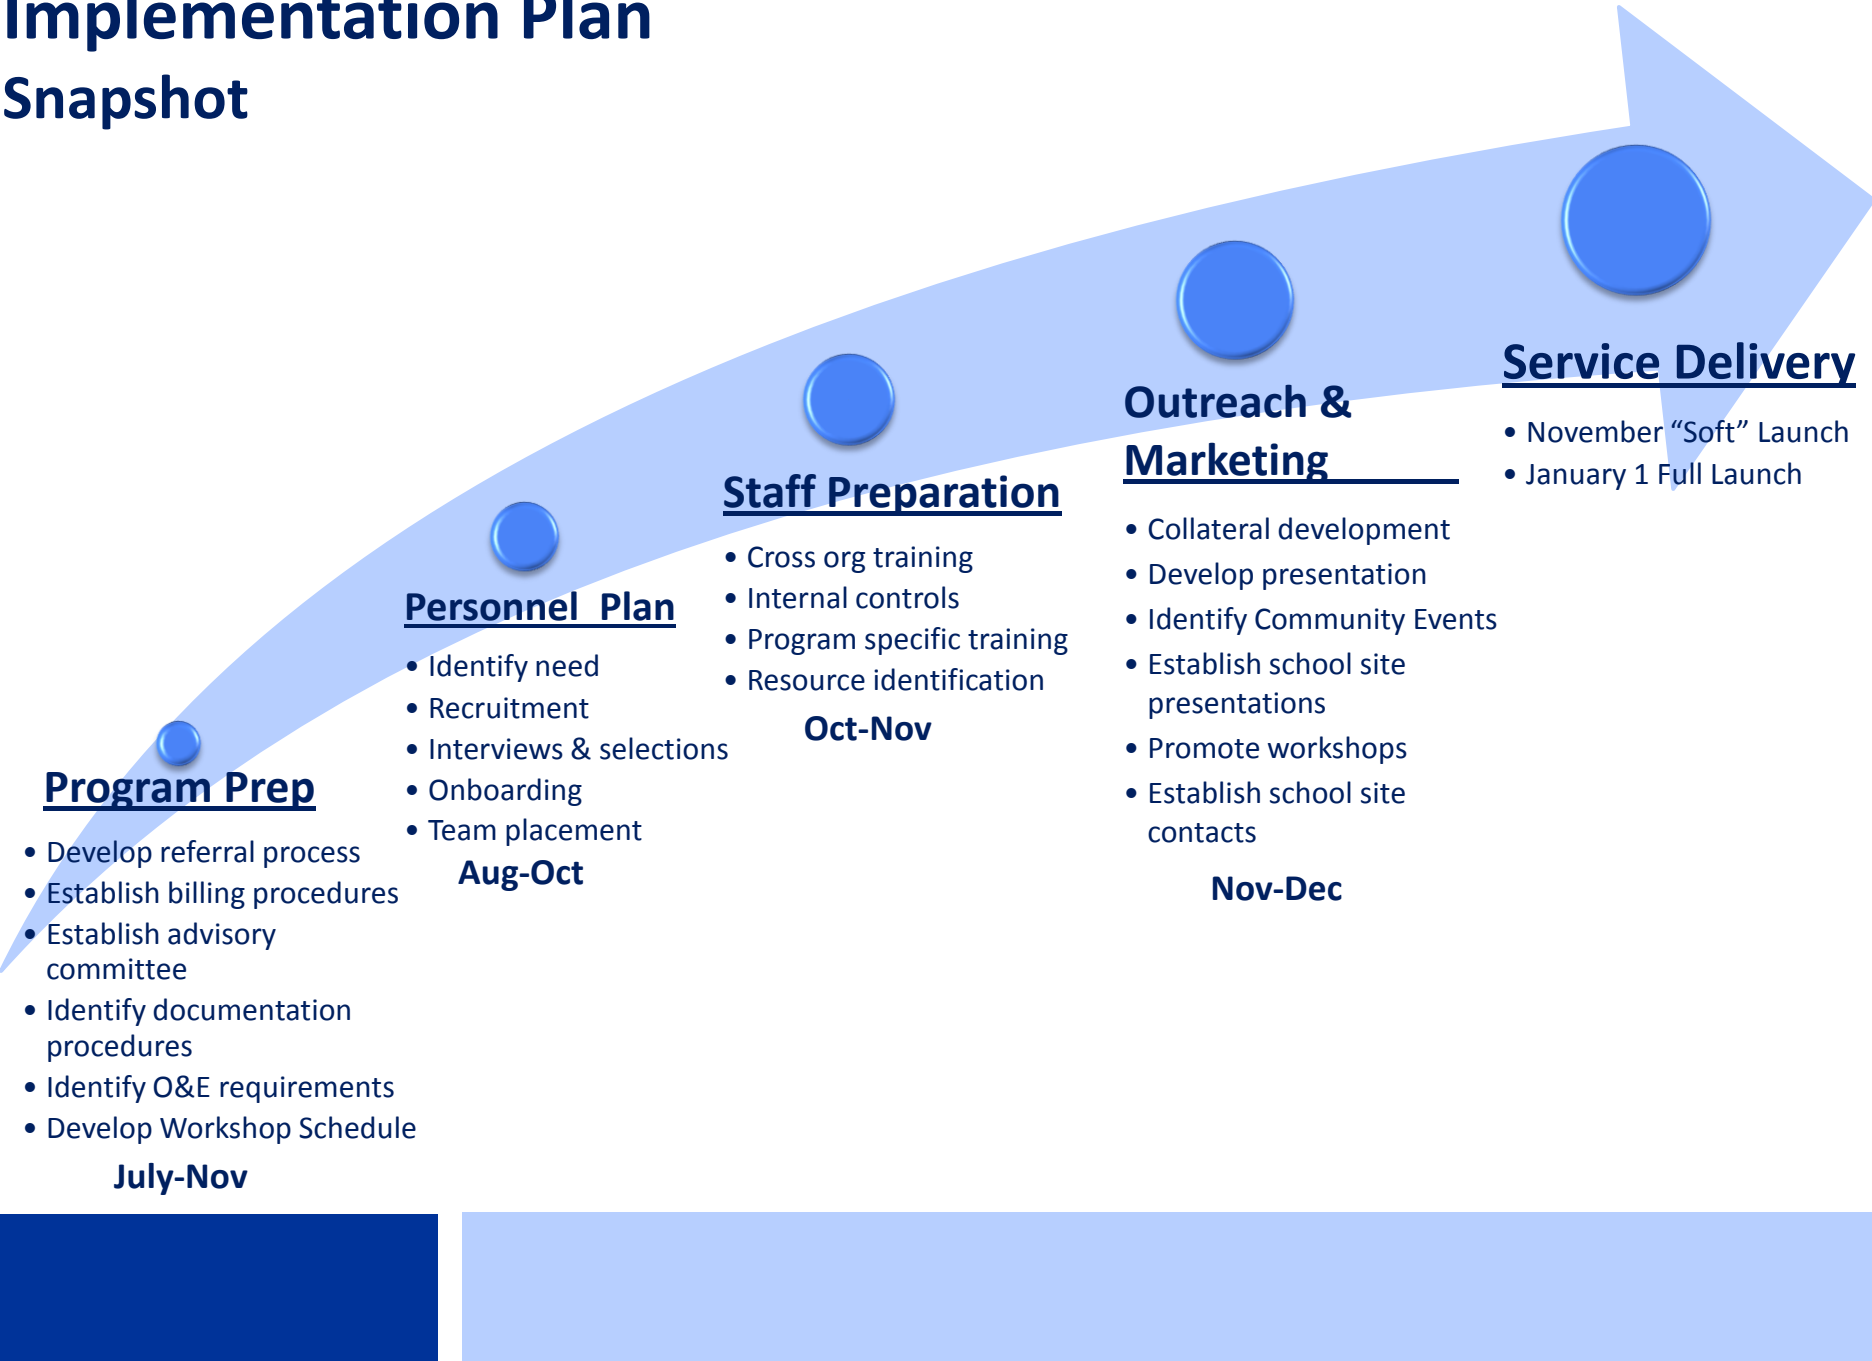 Implementation Plan
Snapshot
Program Prep
• Develop referral process
• Establish billing procedures
• Establish advisory
committee
• Identify documentation
procedures
• Identify O&E requirements
• Develop Workshop Schedule
July-Nov
Personnel Plan
• Identify need
• Recruitment
• Interviews & selections
• Onboarding
• Team placement
Aug-Oct
Staff Preparation
• Cross org training
• Internal controls
• Program specific training
• Resource identification
Oct-Nov
Outreach &
Marketing
• Collateral development
• Develop presentation
• Identify Community Events
• Establish school site
presentations
• Promote workshops
• Establish school site
contacts
Nov-Dec
Service Delivery
• November “Soft” Launch
• January 1 Full Launch